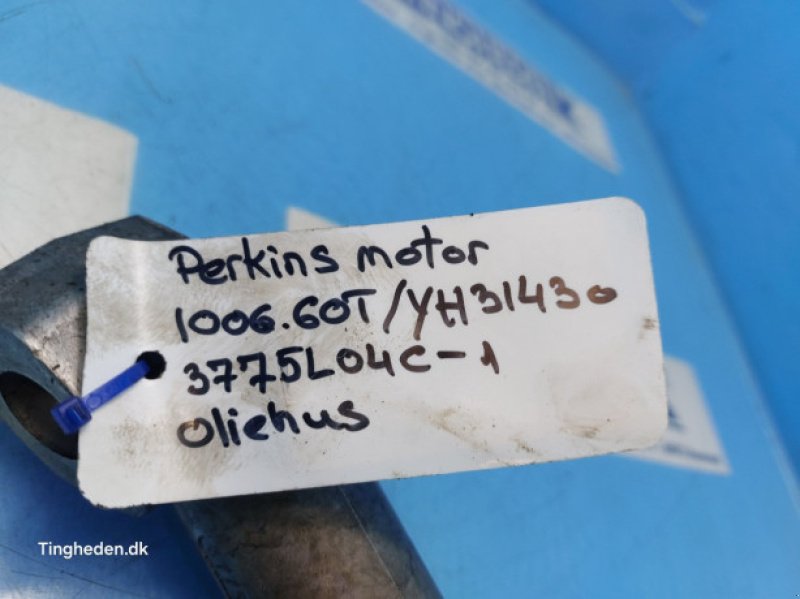 Perkins motor
1006.60T/YH31430
3775L04C-1
Oliehus
Tingheden.dk